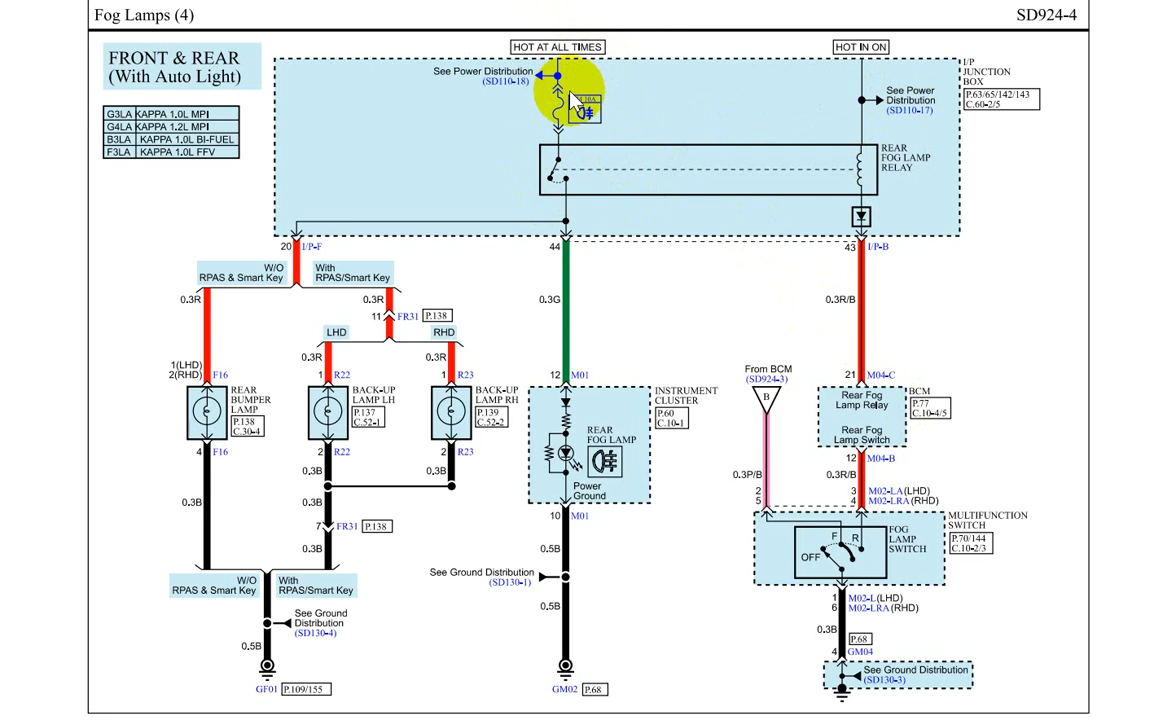 Fog Lamps (4)
SD924-4
FRONT & REAR
(With Auto Light)
G3LA KAPPA 1.0L MPI
G4LA KAPPA 1.2L MPI
B3LA KAPPA 1.0L BI-FUEL
F3LA KAPPA 1.0L FFV
HOT AT ALL TIMES
HOT IN ON
See Power Distribution
(SD110-18)
10A
See Power
Distribution
(SD110-17)
I/P
JUNCTION
BOX
P.63/65/142/143
C.60-2/5
REAR
FOG LAMP
RELAY
20 I/P-F
44
43 I/P-B
W/O
RPAS & Smart Key
With
RPAS/Smart Key
0.3R
0.3R
11 FR31 P.138
LHD
RHD
0.3R
0.3R
0.3G
0.3R/B
1(LHD)
2(RHD) F16
1 R22
1 R23
12 M01
21 M04-C
REAR
BUMPER
LAMP
P.138
C.30-4
BACK-UP
LAMP LH
P.137
C.52-1
BACK-UP
LAMP RH
P.139
C.52-2
INSTRUMENT
CLUSTER
P.60
C.10-1
REAR
FOG LAMP
Power
Ground
From BCM
(SD924-3)
B
Rear Fog
Lamp Relay
Rear Fog
Lamp Switch
BCM
P.77
C.10-4/5
4 F16
2 R22
2 R23
12 M04-B
0.3B
0.3B
0.3B
0.3B
7 FR31 P.138
0.3P/B
0.3R/B
2
5
3 M02-LA(LHD)
4 M02-LRA(RHD)
10 M01
0.5B
MULTIFUNCTION
SWITCH
P.70/144
C.10-2/3
FOG
LAMP
SWITCH
F R
OFF
W/O
RPAS & Smart Key
With
RPAS/Smart Key
See Ground Distribution
(SD130-1)
0.5B
1 M02-L(LHD)
6 M02-LRA(RHD)
See Ground
Distribution
(SD130-4)
0.3B
P.68
4 GM04
0.5B
See Ground Distribution
(SD130-3)
GF01 P.109/155
GM02 P.68